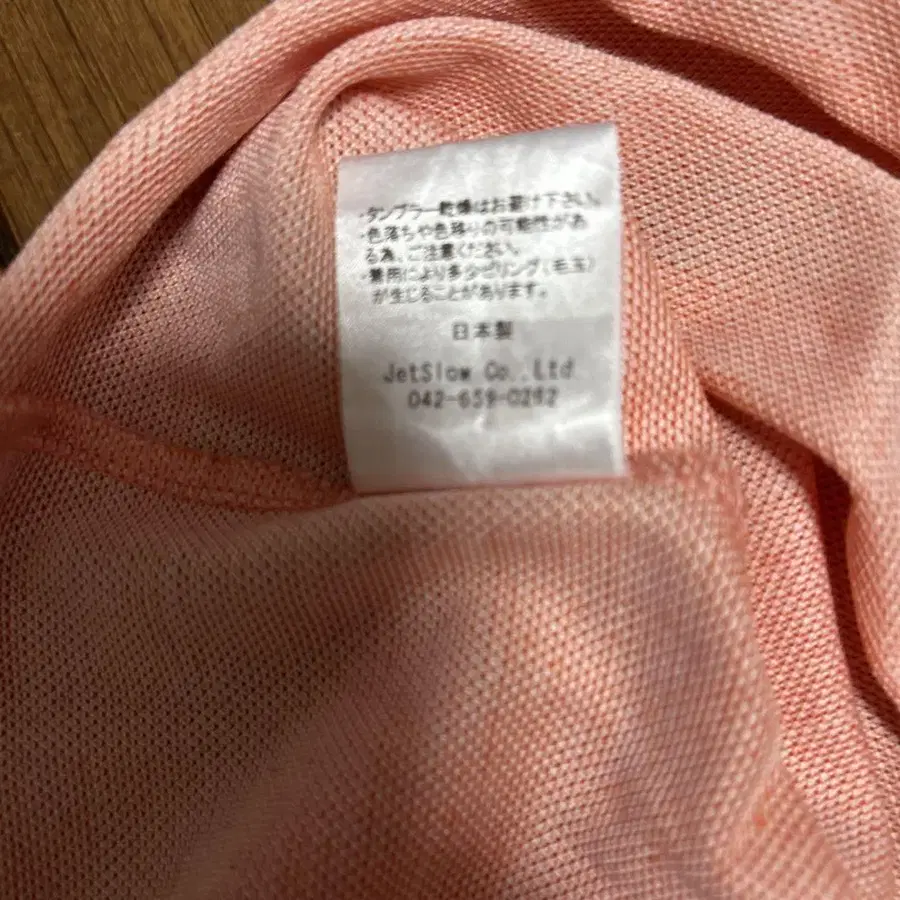 ・タンブラー乾燥はお避け下さい。
・色落ちや色移りの可能性があ
る為、ご注意ください。
・着用により多少ピリング(毛玉)
が生じることがあります。
日本製
JetSlow Co.,Ltd
042-659-0262